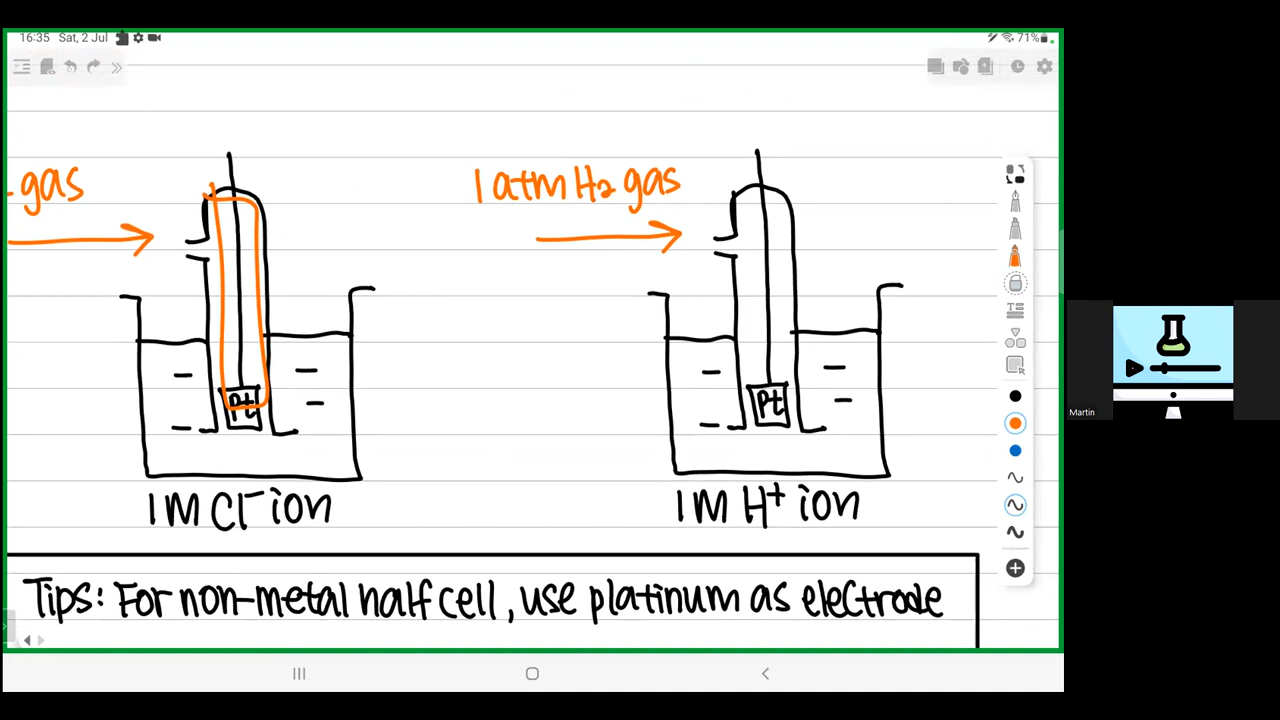 16:35 Sat, 2 Jul
71%
gas
1 atm H₂ gas
Pt
Pt
1M Cl⁻ ion
1M H⁺ ion
Tips: For non-metal half cell, use platinum as electrode
Martin